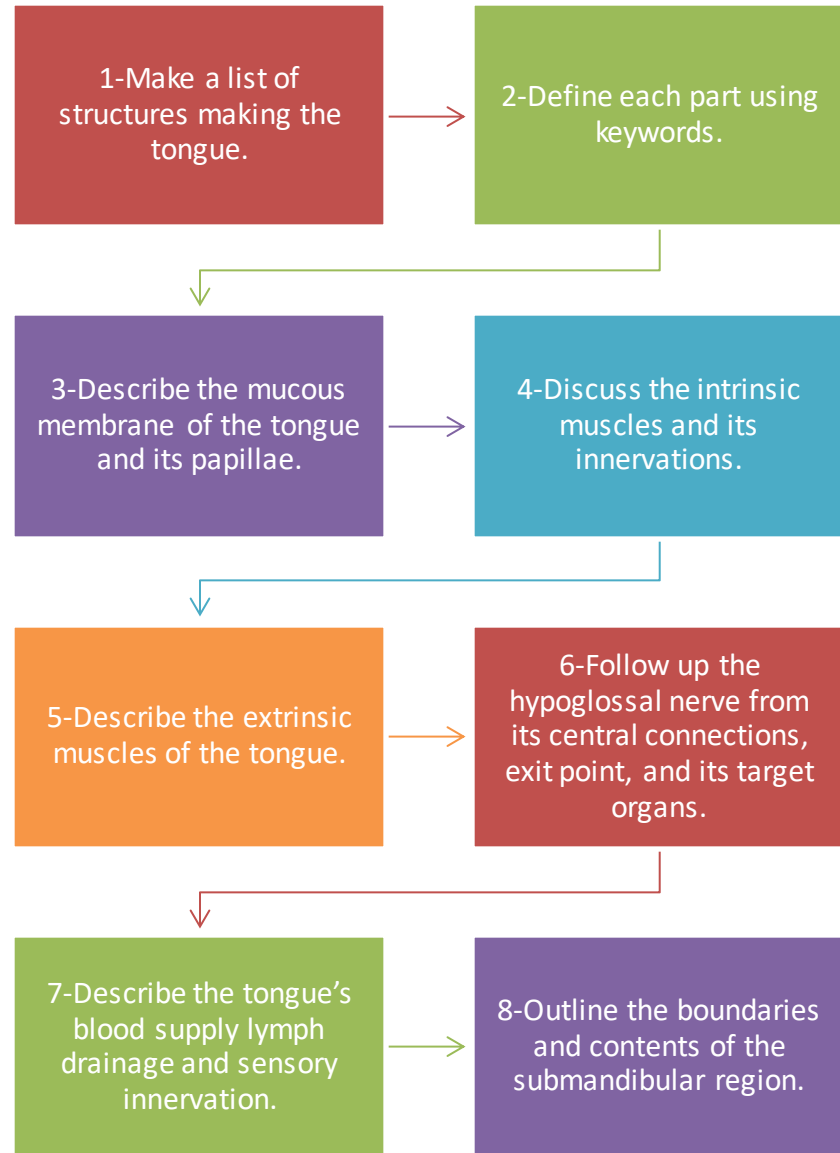 1-Make a list of
structures making the
tongue.
2-Define each part using
keywords.
3-Describe the mucous
membrane of the tongue
and its papillae.
4-Discuss the intrinsic
muscles and its
innervations.
5-Describe the extrinsic
muscles of the tongue.
6-Follow up the
hypoglossal nerve from
its central connections,
exit point, and its target
organs.
7-Describe the tongue’s
blood supply lymph
drainage and sensory
innervation.
8-Outline the boundaries
and contents of the
submandibular region.